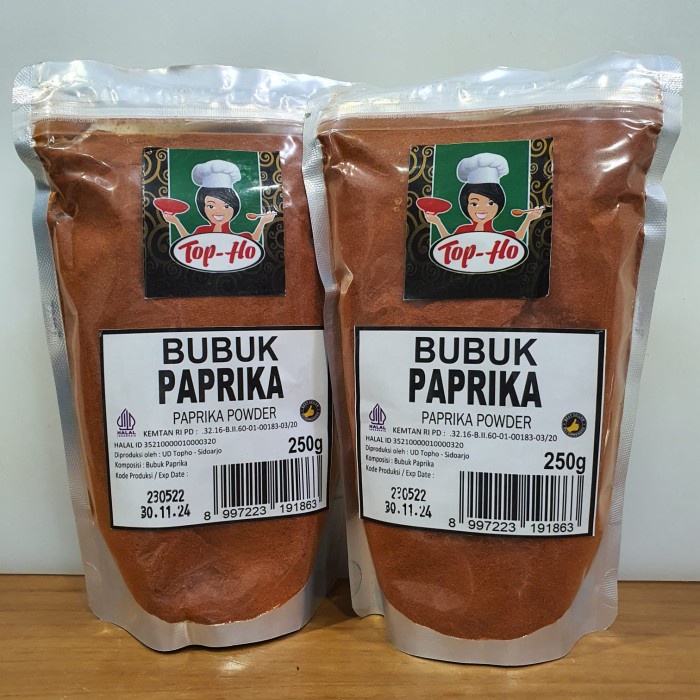 Top-Ho
BUBUK
PAPRIKA
PAPRIKA POWDER
HALAL
INDONESIA
KEMTAN RI PD : .32.16-B.II.60-01-00183-03/20
HALAL ID 35210000010000320
250g
Diproduksi oleh : UD Topho - Sidoarjo
Komposisi : Bubuk Paprika
Kode Produksi / Exp Date :
230522
30.11.24
8 997223 191863
Top-Ho
BUBUK
PAPRIKA
PAPRIKA POWDER
HALAL
INDONESIA
KEMTAN RI PD : .32.16-B.II.60-01-00183-03/20
HALAL ID 35210000010000320
250g
Diproduksi oleh : UD Topho - Sidoarjo
Komposisi : Bubuk Paprika
Kode Produksi / Exp Date :
230522
30.11.24
8 997223 191863